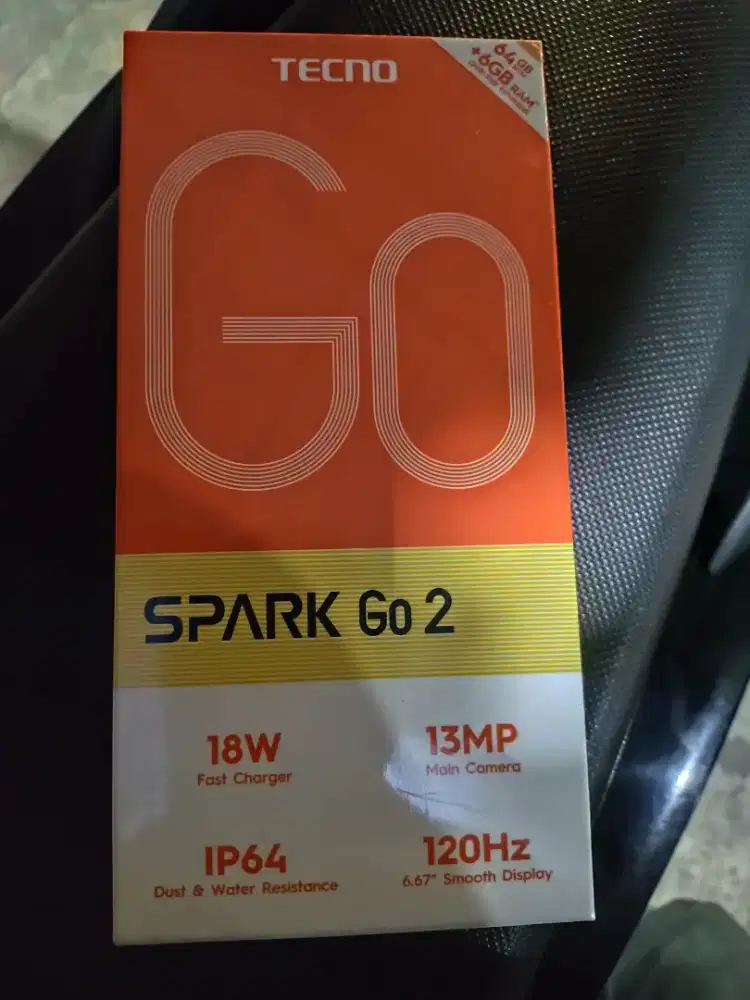 TECNO
64GB
+6GB RAM*
Go
SPARK Go 2
18W
Fast Charger
13MP
Main Camera
IP64
Dust & Water Resistance
120Hz
6.67" Smooth Display